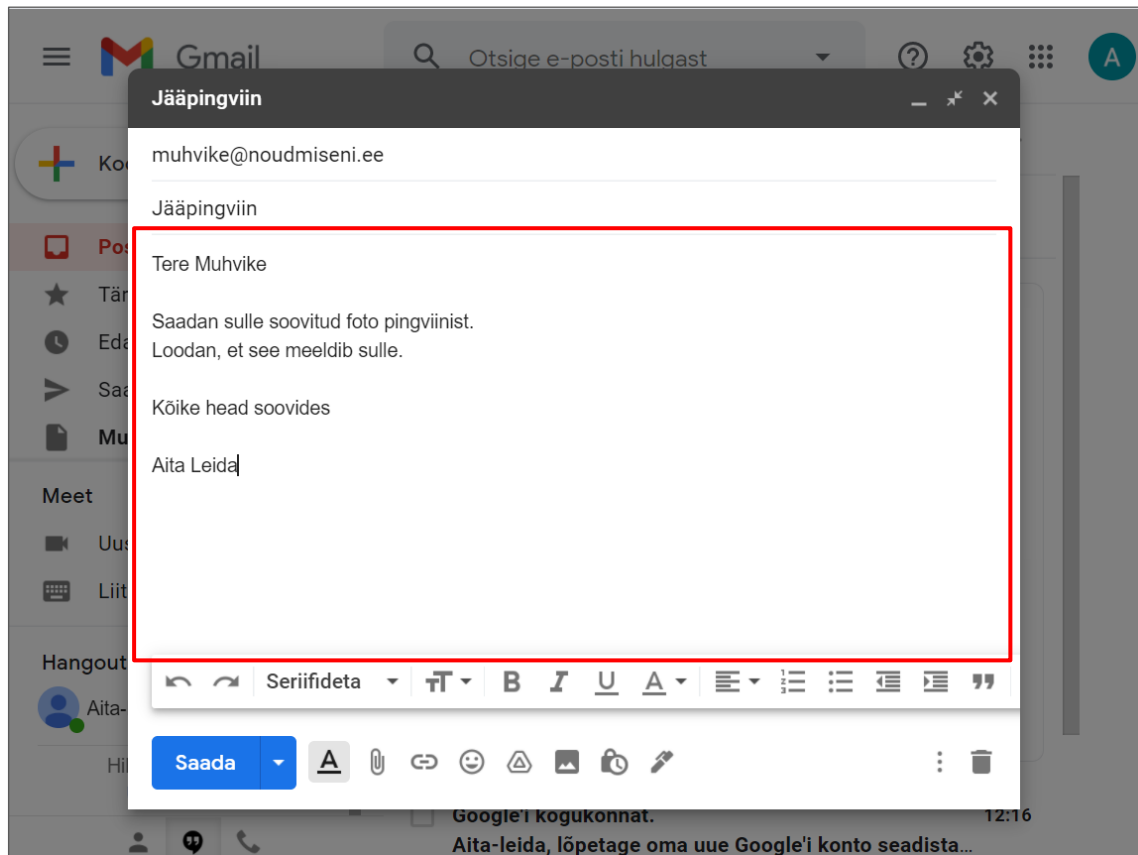 Gmail
Otsige e-posti hulgast
A
Jääpingviin
muhvike@noudmiseni.ee
Jääpingviin
Tere Muhvike
Saadan sulle soovitud foto pingviinist.
Loodan, et see meeldib sulle.
Kõike head soovides
Aita Leida
Meet
Hangout
Aita-
Seriifideta
Saada
Google'i kogukonnat.
12:16
Aita-leida, lõpetage oma uue Google'i konto seadista...